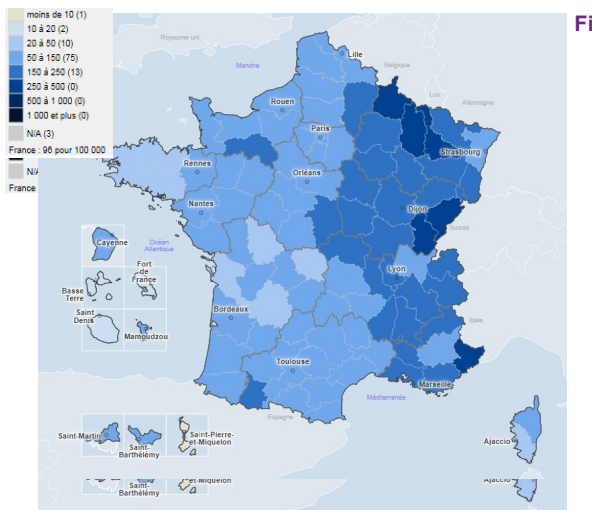 moins de 10 (1)
10 à 20 (2)
20 à 50 (10)
50 à 150 (75)
150 à 250 (13)
250 à 500 (0)
500 à 1 000 (0)
1 000 et plus (0)
N/A (3)
France : 96 pour 100 000
N/A
France
Fi
Royaume uni
Manche
Belgique
Lux.
Allemagne
Lille
Rouen
Paris
Strasbourg
Rennes
Orléans
Nantes
Dijon
Suisse
Océan
Atlantique
Lyon
Bordeaux
Italie
Toulouse
Marseille
Méditerranée
Espagne
Ajaccio
Cayenne
Fort
de
France
Basse
Terre
Saint
Denis
Mamoudzou
Saint-Martin
Saint-
Barthélémy
Saint-Pierre-
et-Miquelon
Saint-
Barthélémy
et-Miquelon
Ajaccio